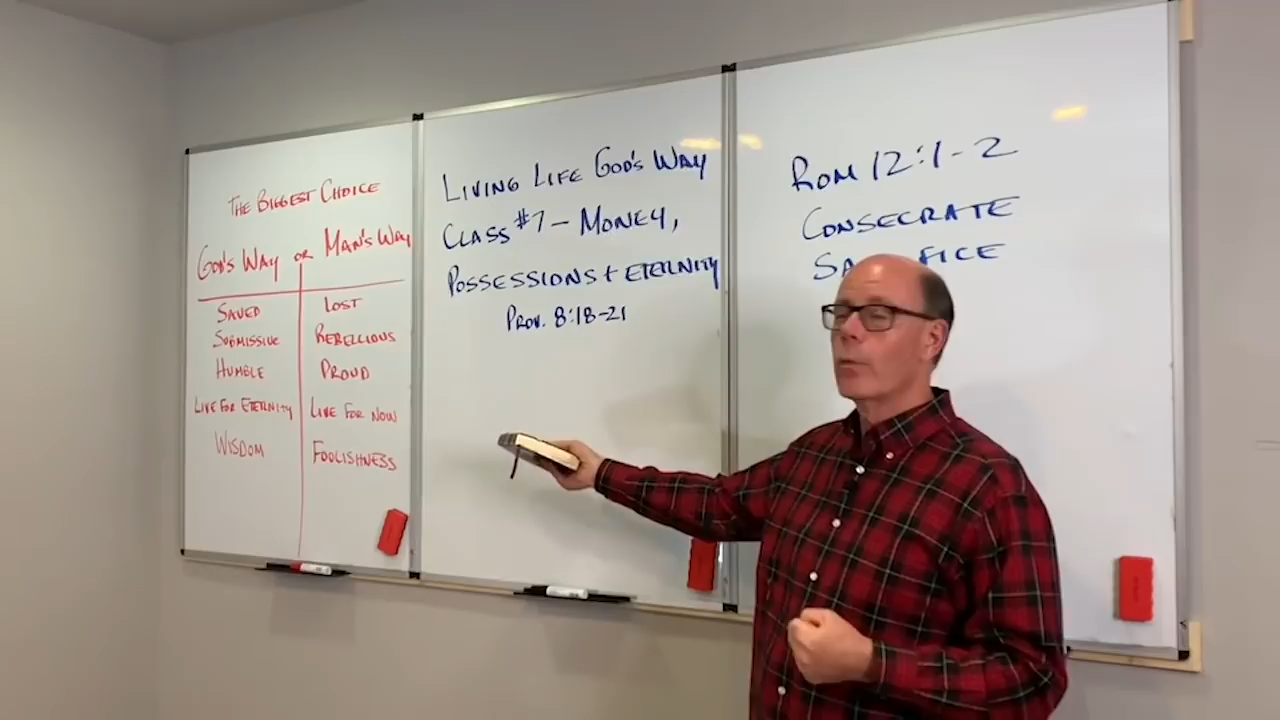 THE BIGGEST CHOICE
GOD'S WAY OR MAN'S WAY
SAVED LOST
SUBMISSIVE REBELLIOUS
HUMBLE PROUD
LIVE FOR ETERNITY LIVE FOR NOW
WISDOM FOOLISHNESS
LIVING LIFE GOD'S WAY
CLASS #7 - MONEY,
POSSESSIONS + ETERNITY
PROV. 8:18-21
ROM 12:1-2
CONSECRATE